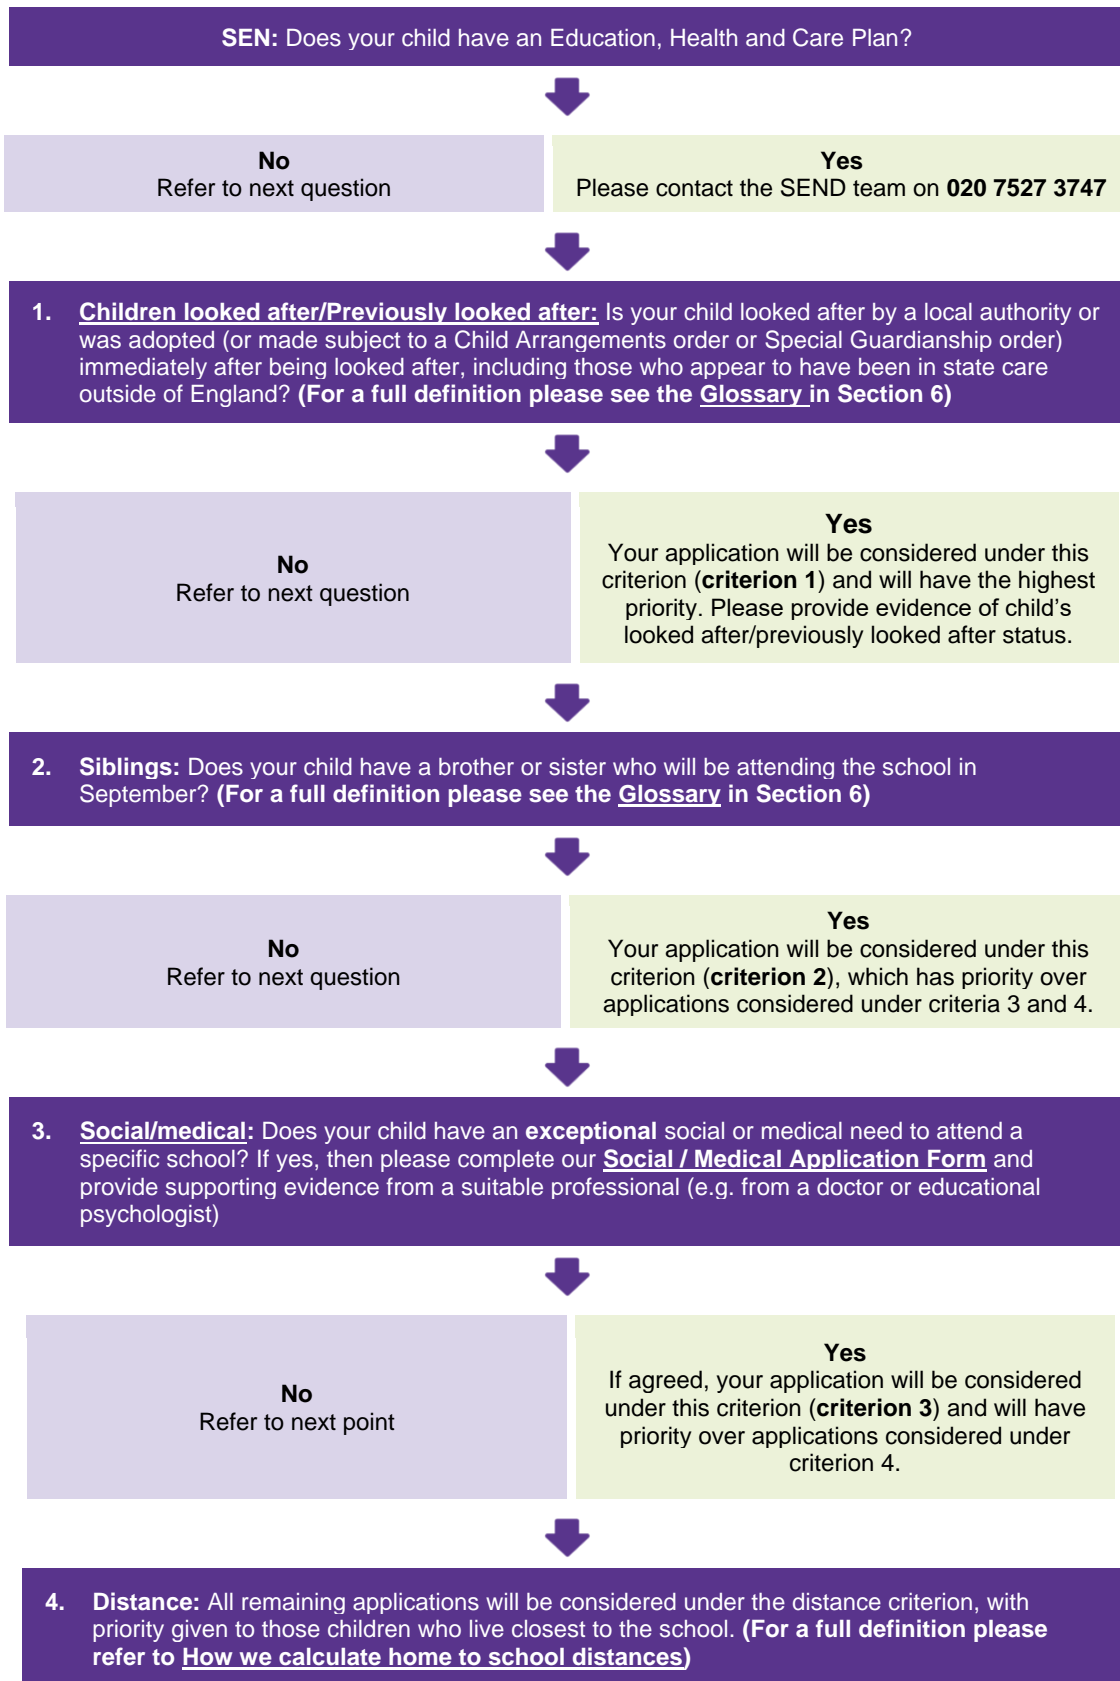 SEN: Does your child have an Education, Health and Care Plan?
No
Refer to next question
Yes
Please contact the SEND team on 020 7527 3747
1. Children looked after/Previously looked after: Is your child looked after by a local authority or
was adopted (or made subject to a Child Arrangements order or Special Guardianship order)
immediately after being looked after, including those who appear to have been in state care
outside of England? (For a full definition please see the Glossary in Section 6)
No
Refer to next question
Yes
Your application will be considered under this
criterion (criterion 1) and will have the highest
priority. Please provide evidence of child's
looked after/previously looked after status.
2. Siblings: Does your child have a brother or sister who will be attending the school in
September? (For a full definition please see the Glossary in Section 6)
No
Refer to next question
Yes
Your application will be considered under this
criterion (criterion 2), which has priority over
applications considered under criteria 3 and 4.
3. Social/medical: Does your child have an exceptional social or medical need to attend a
specific school? If yes, then please complete our Social / Medical Application Form and
provide supporting evidence from a suitable professional (e.g. from a doctor or educational
psychologist)
No
Refer to next point
Yes
If agreed, your application will be considered
under this criterion (criterion 3) and will have
priority over applications considered under
criterion 4.
4. Distance: All remaining applications will be considered under the distance criterion, with
priority given to those children who live closest to the school. (For a full definition please
refer to How we calculate home to school distances)